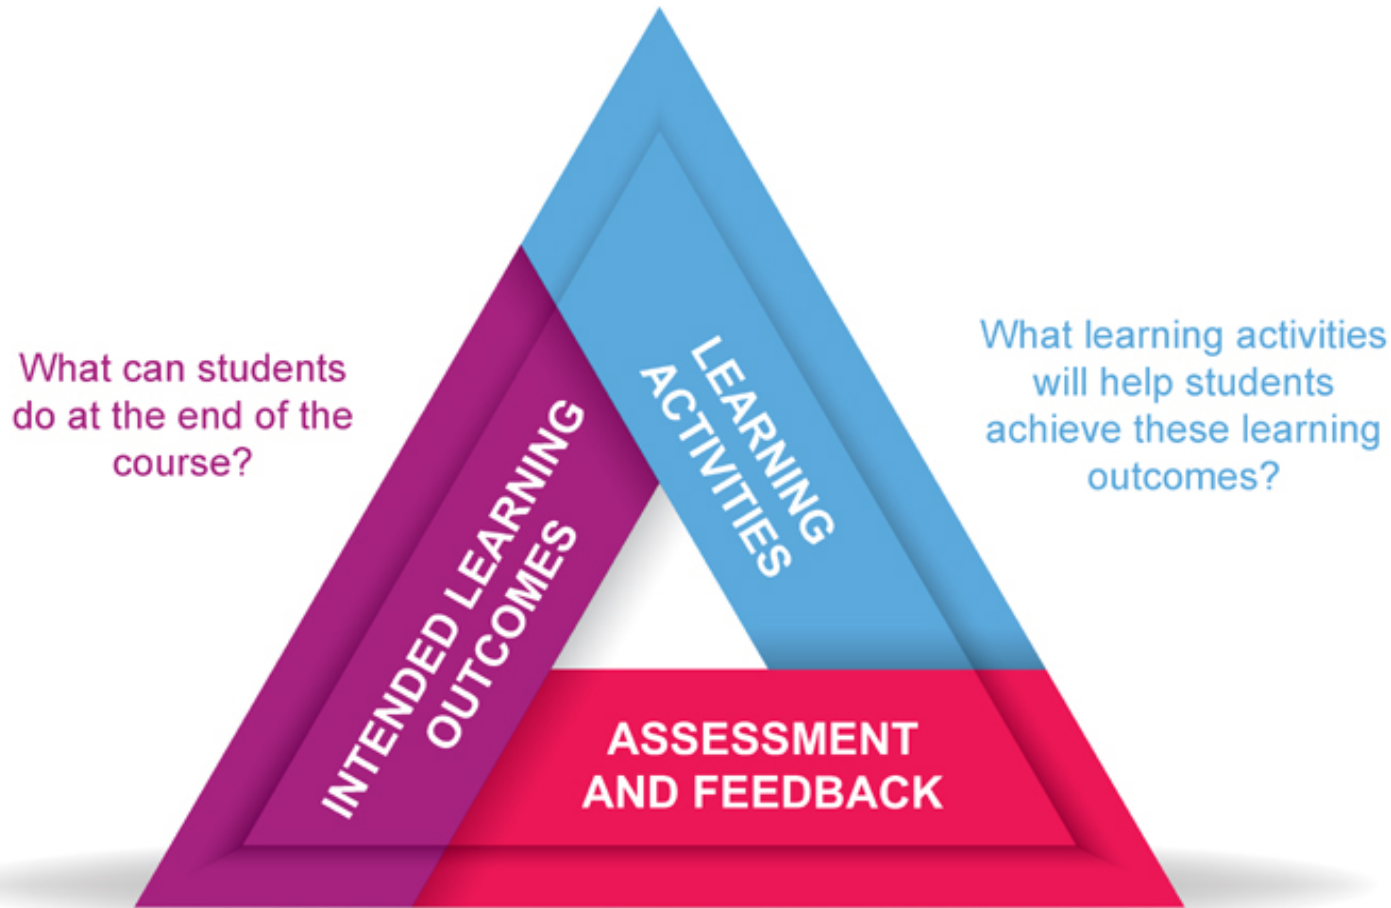 What can students
do at the end of the
course?
INTENDED LEARNING
OUTCOMES
LEARNING
ACTIVITIES
What learning activities
will help students
achieve these learning
outcomes?
ASSESSMENT
AND FEEDBACK